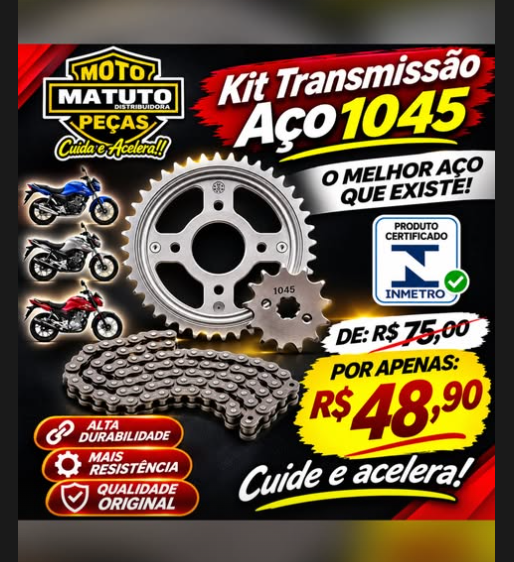 MOTO
MATUTO
DISTRIBUIDORA
PEÇAS
Cuida e Acelera!!
Kit Transmissão
Aço 1045
O MELHOR AÇO
QUE EXISTE!
PRODUTO
CERTIFICADO
INMETRO
1045
DE: R$ 75,00
POR APENAS:
R$ 48,90
ALTA
DURABILIDADE
MAIS
RESISTÊNCIA
QUALIDADE
ORIGINAL
Cuide e acelera!